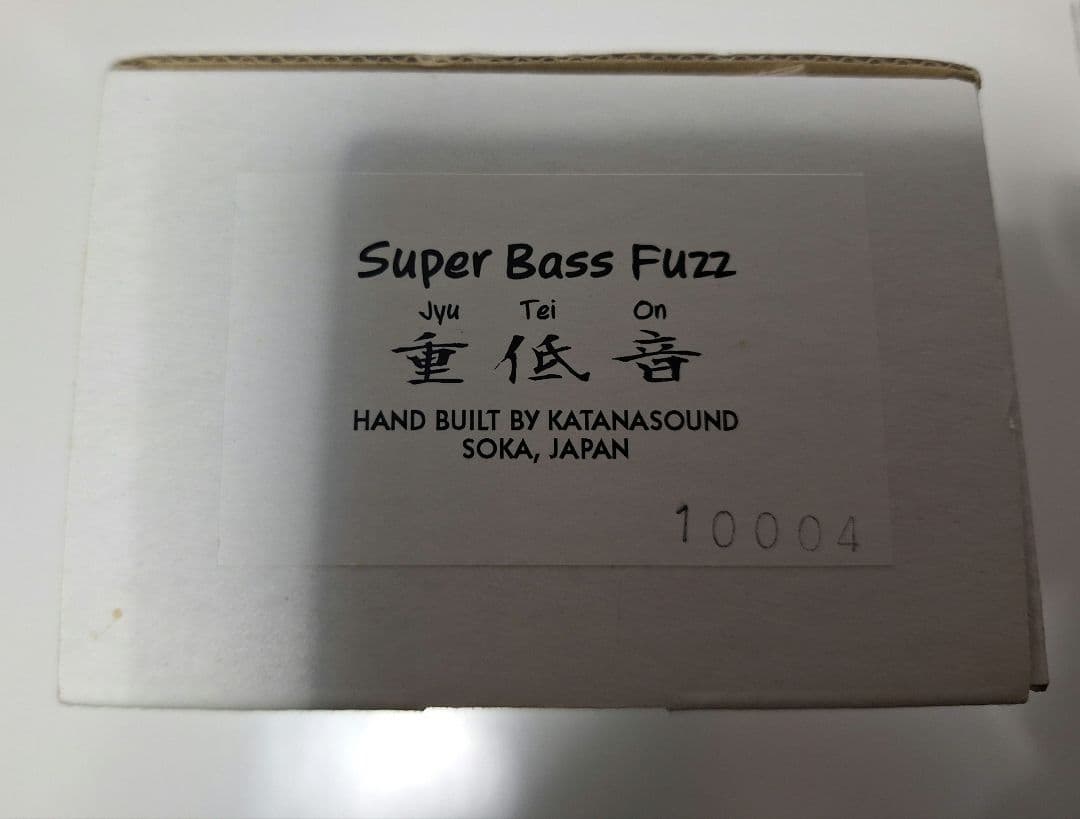 Super Bass Fuzz
Jyu Tei On
重低音
HAND BUILT BY KATANASOUND
SOKA, JAPAN
10004